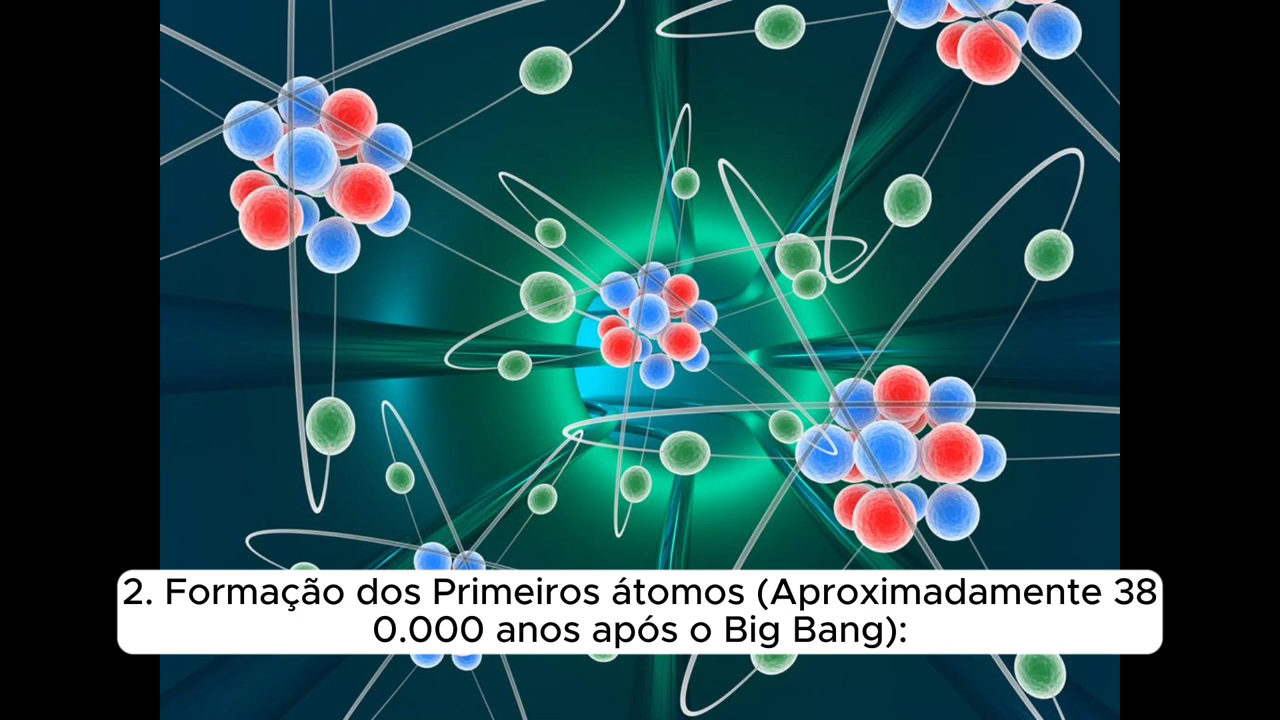 2. Formação dos Primeiros átomos (Aproximadamente 38
0.000 anos após o Big Bang):